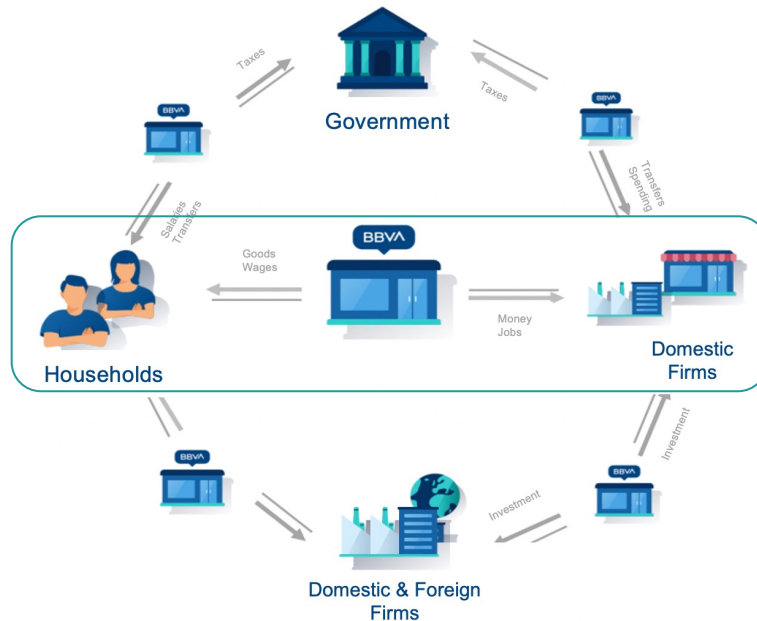 Taxes
Government
Taxes
BBVA
BBVA
Salaries
Transfers
Transfers
Spending
BBVA
Goods
Wages
Money
Jobs
Households
Domestic
Firms
BBVA
BBVA
Investment
Investment
Domestic & Foreign
Firms